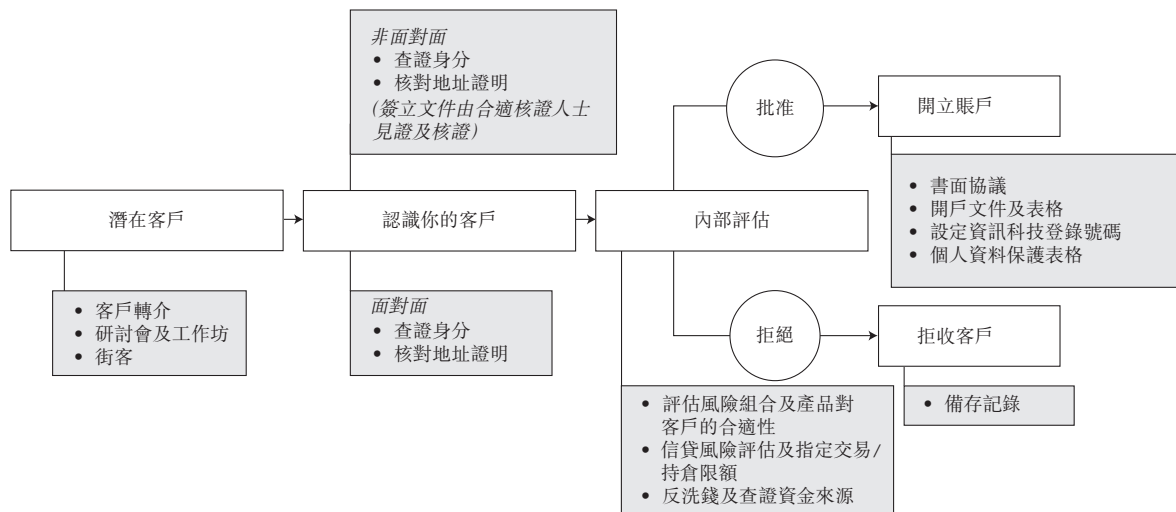 非面對面
• 查證身分
• 核對地址證明
(簽立文件由合適核證人士
見證及核證)
批准
開立賬戶
• 書面協議
• 開戶文件及表格
• 設定資訊科技登錄號碼
• 個人資料保護表格
潛在客戶
認識你的客戶
內部評估
• 客戶轉介
• 研討會及工作坊
• 街客
面對面
• 查證身分
• 核對地址證明
拒絕
拒收客戶
• 備存記錄
• 評估風險組合及產品對
客戶的合適性
• 信貸風險評估及指定交易/
持倉限額
• 反洗錢及查證資金來源